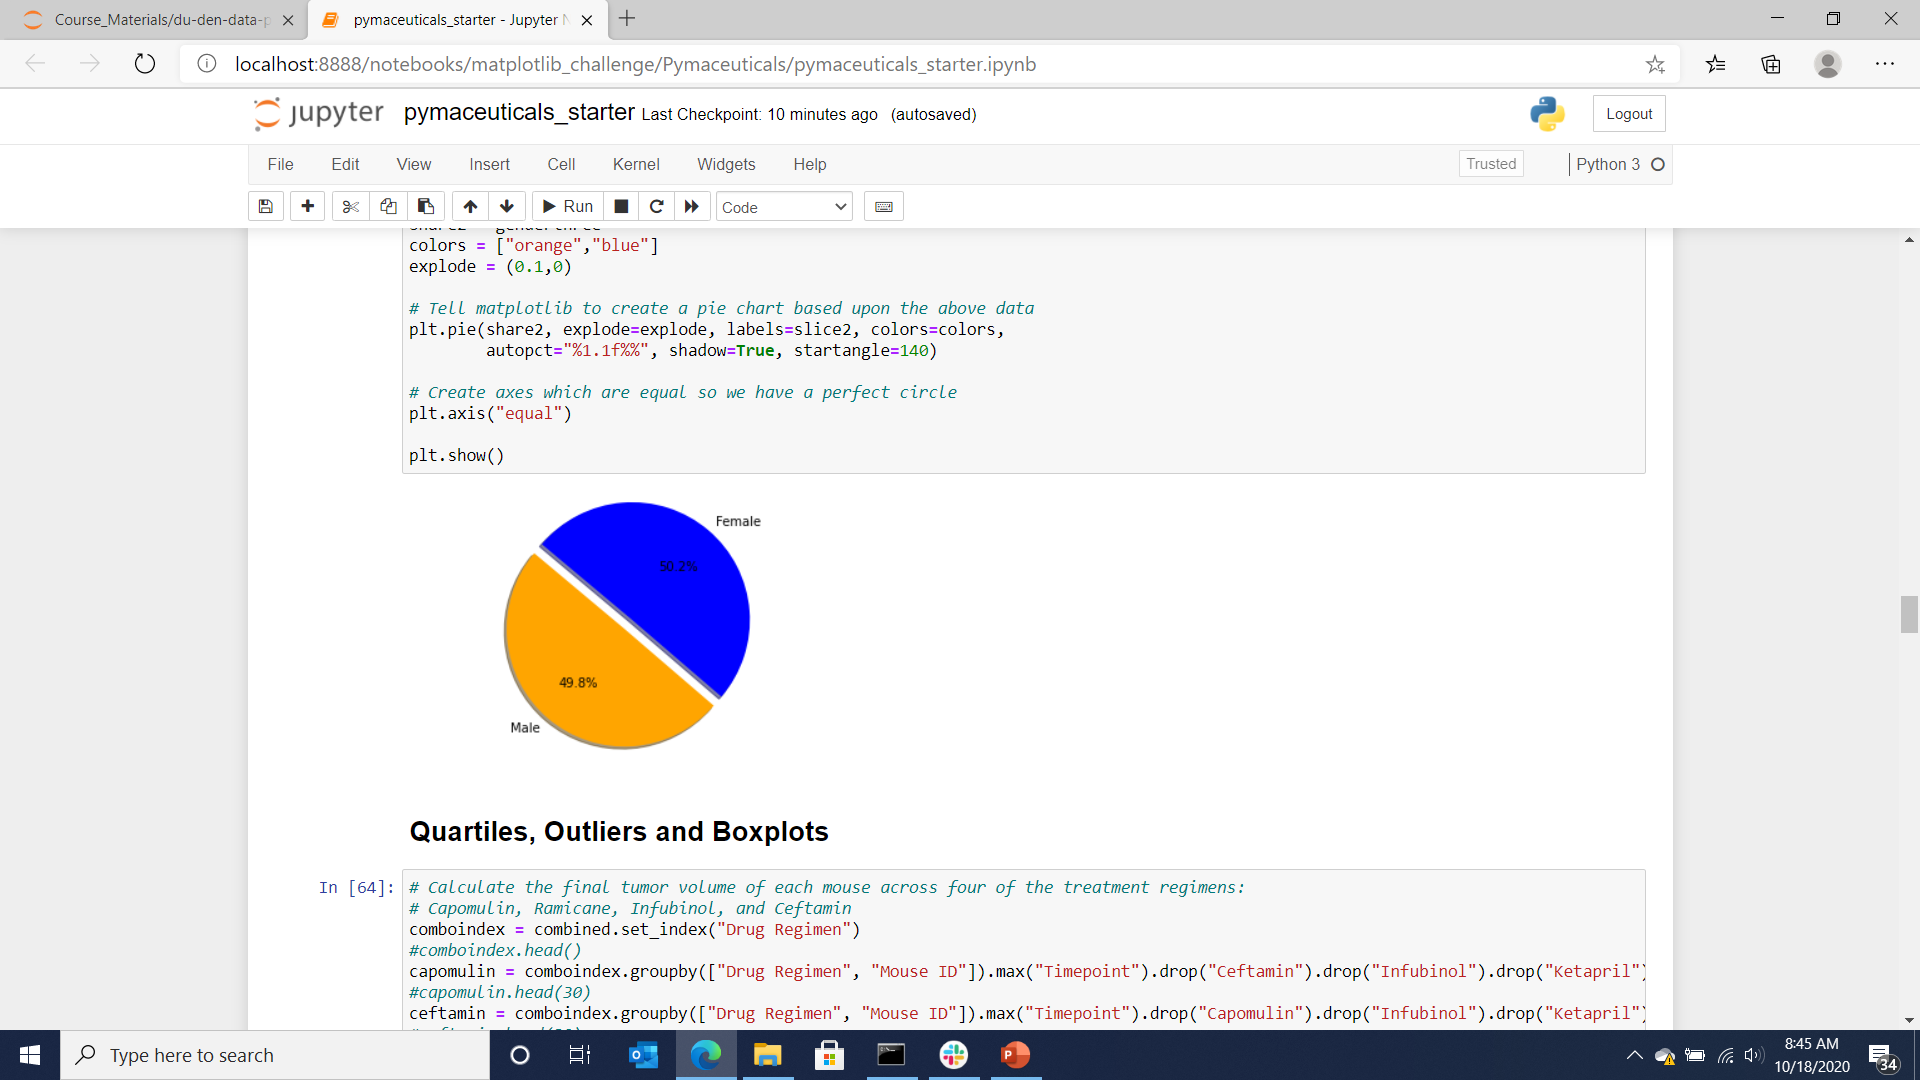 Course_Materials/du-den-data-p
pymaceuticals_starter - Jupyter N
localhost:8888/notebooks/matplotlib_challenge/Pymaceuticals/pymaceuticals_starter.ipynb
jupyter pymaceuticals_starter Last Checkpoint: 10 minutes ago (autosaved)
Logout
File Edit View Insert Cell Kernel Widgets Help
Trusted
Python 3
Run
Code
colors = ["orange","blue"]
explode = (0.1,0)
# Tell matplotlib to create a pie chart based upon the above data
plt.pie(share2, explode=explode, labels=slice2, colors=colors,
autopct="%1.1f%%", shadow=True, startangle=140)
# Create axes which are equal so we have a perfect circle
plt.axis("equal")
plt.show()
Female
50.2%
49.8%
Male
Quartiles, Outliers and Boxplots
In [64]:
# Calculate the final tumor volume of each mouse across four of the treatment regimens:
# Capomulin, Ramicane, Infubinol, and Ceftamin
comboindex = combined.set_index("Drug Regimen")
#comboindex.head()
capomulin = comboindex.groupby(["Drug Regimen", "Mouse ID"]).max("Timepoint").drop("Ceftamin").drop("Infubinol").drop("Ketapril")
#capomulin.head(30)
ceftamin = comboindex.groupby(["Drug Regimen", "Mouse ID"]).max("Timepoint").drop("Capomulin").drop("Infubinol").drop("Ketapril")
Type here to search
8:45 AM
10/18/2020
34